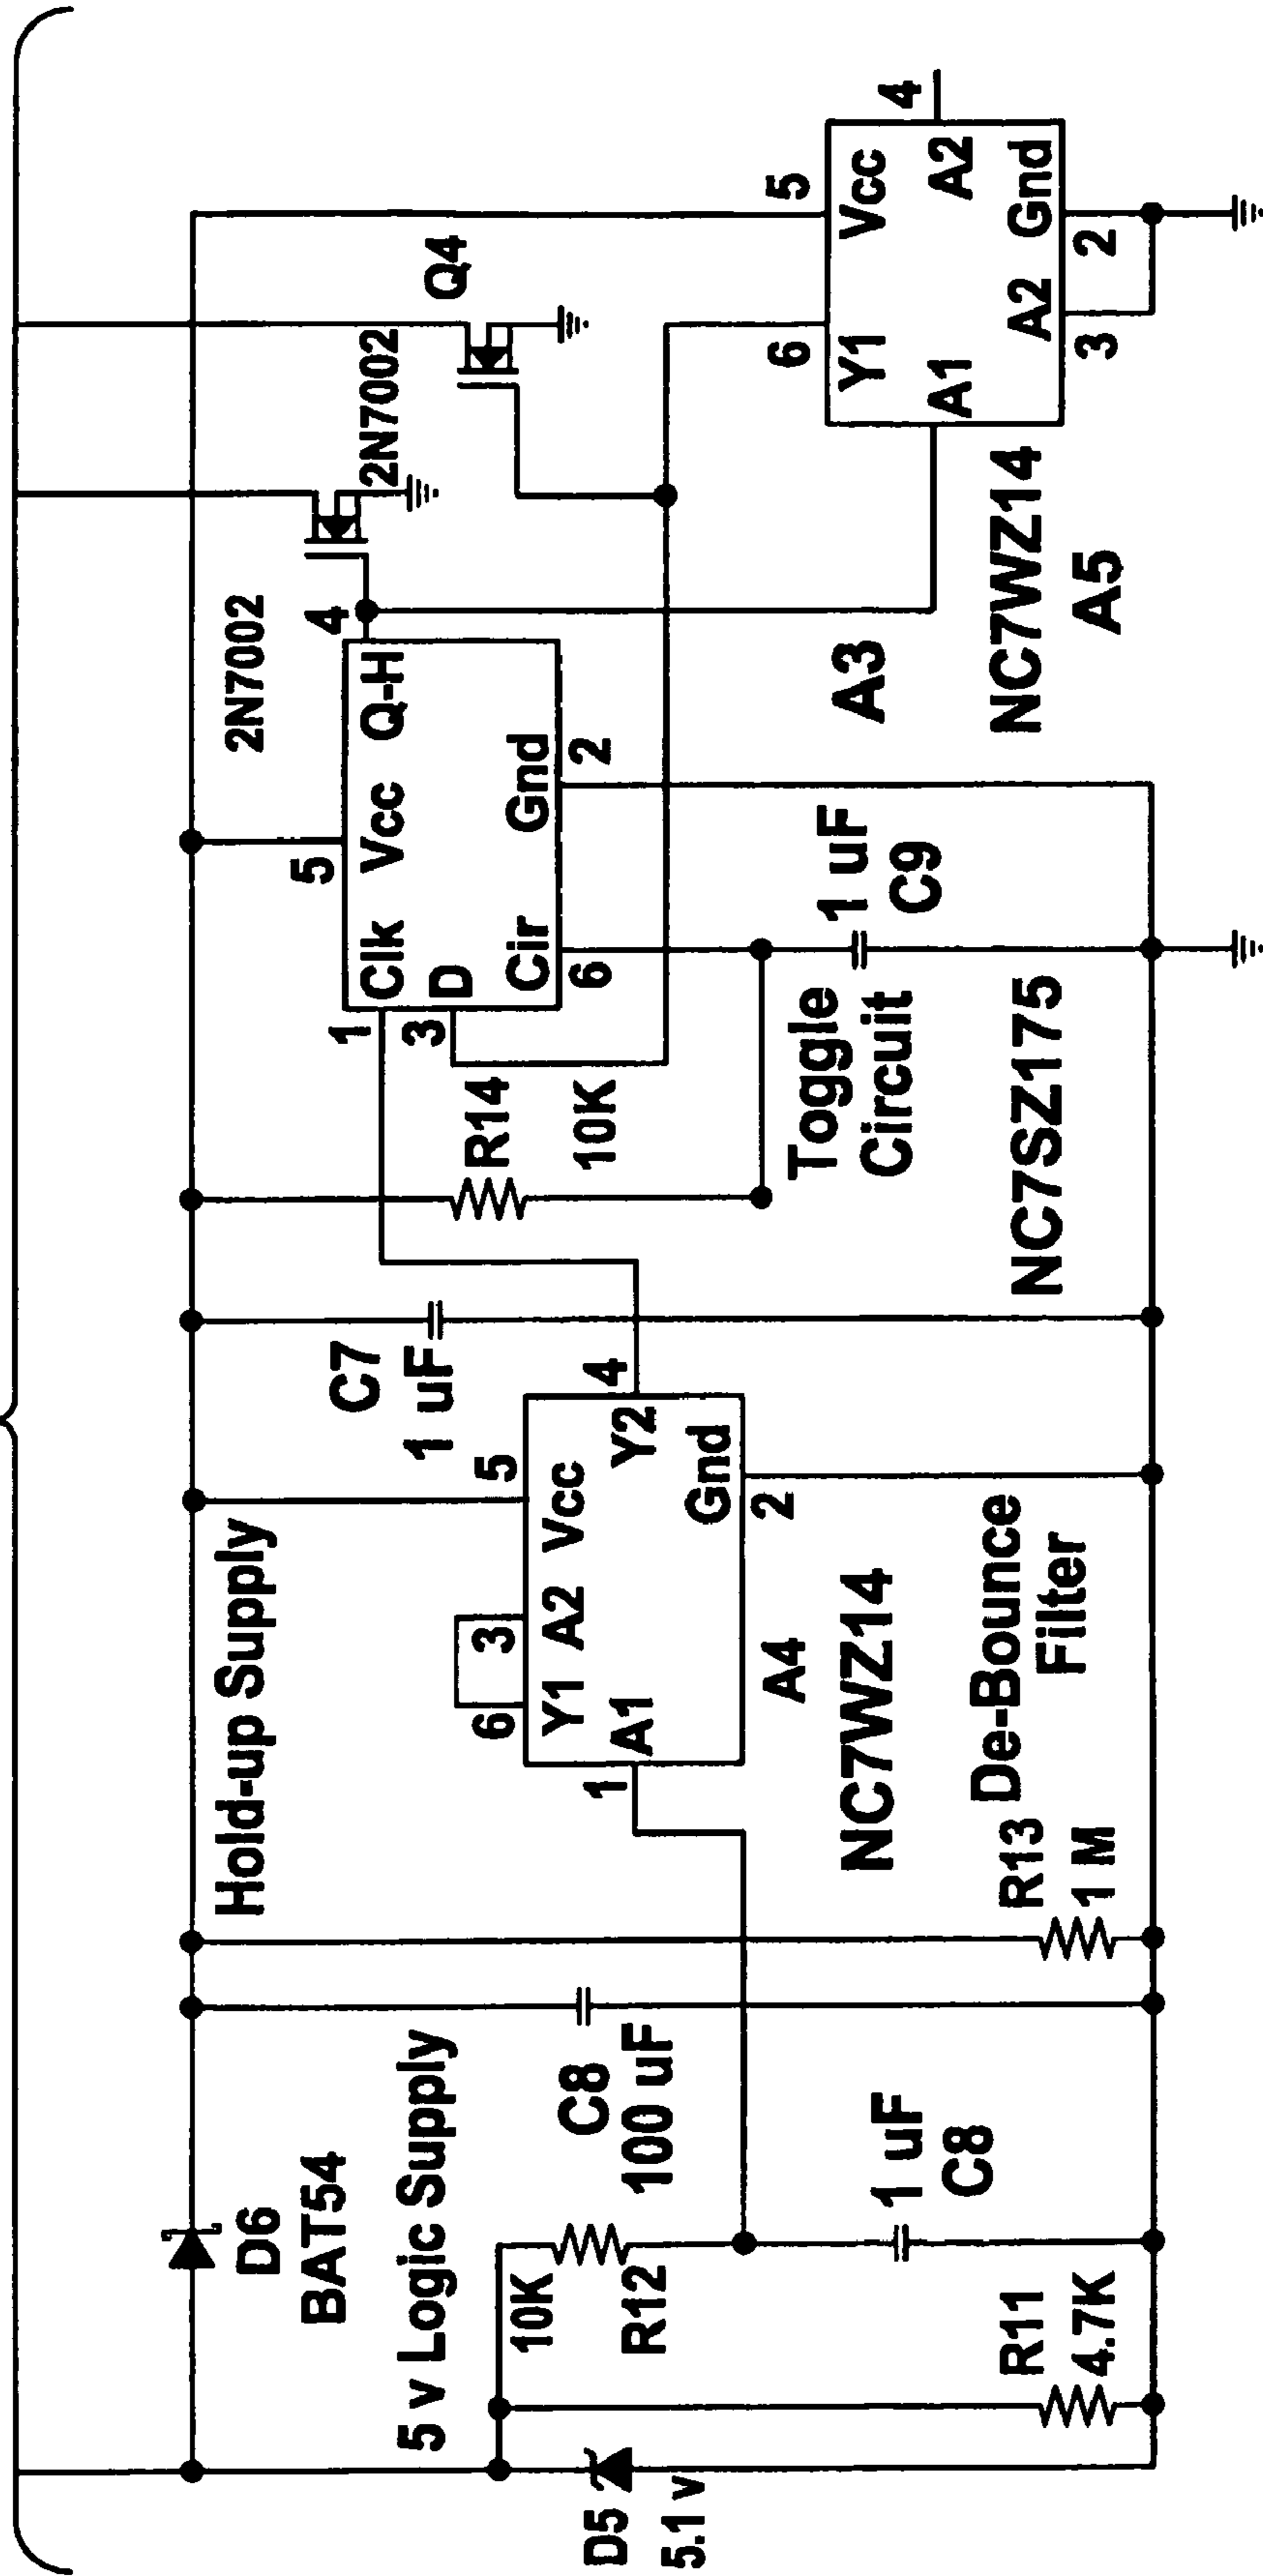 D5
5.1 v
5 v Logic Supply
D6
BAT54
10K
R12
R11
4.7K
1 uF
C8
C8
100 uF
Hold-up Supply
R13
1 M
De-Bounce
Filter
1
6
3
5
Y1 A2 Vcc
A1
Y2
Gnd
4
2
A4
NC7WZ14
C7
1 uF
R14
10K
1
3
5
Clk Vcc Q-H
D
Cir Gnd
6
2
4
Toggle
Circuit
1 uF
C9
NC7SZ175
2N7002
2N7002
Q4
A3
NC7WZ14
A5
6
5
Y1 Vcc
A1 A2
A2 Gnd
3
2
4